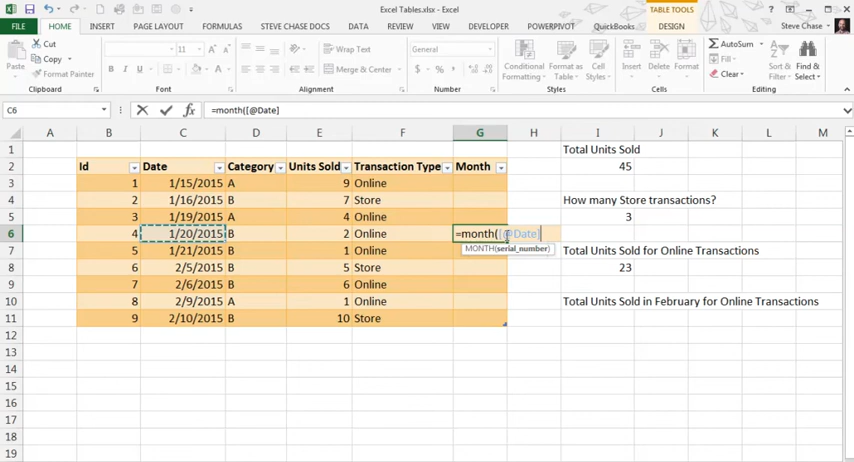 Excel Tables.xlsx - Excel
TABLE TOOLS
FILE HOME INSERT PAGE LAYOUT FORMULAS STEVE CHASE DATA REVIEW VIEW DEVELOPER POWERPIVOT QuickBooks DESIGN Steve Chase
Paste
Cut
Copy
Format Painter
11
B I U
Wrap Text
Merge & Center
General
$ % ,
Conditional Formatting
Format as Table
Cell Styles
Insert
Delete
Format
AutoSum
Fill
Clear
Sort & Filter
Find & Select
Clipboard Font Alignment Number Styles Cells Editing
C6 fx =month([@Date]
A B C D E F G H I J K L M
1 Total Units Sold
2 Id Date Category Units Sold Transaction Type Month 45
3 1 1/15/2015 A 9 Online
4 2 1/16/2015 B 7 Store How many Store transactions?
5 3 1/19/2015 A 4 Online 3
6 4 1/20/2015 B 2 Online =month([@Date]
MONTH(serial_number)
7 5 1/21/2015 B 1 Online Total Units Sold for Online Transactions
8 6 2/5/2015 B 5 Store 23
9 7 2/6/2015 B 6 Online
10 8 2/9/2015 A 1 Online Total Units Sold in February for Online Transactions
11 9 2/10/2015 B 10 Store
12
13
14
15
16
17
18
19